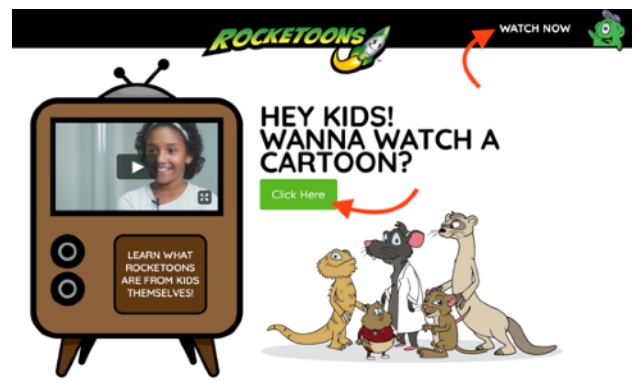 ROCKETOONS
WATCH NOW
HEY KIDS!
WANNA WATCH A
CARTOON?
Click Here
LEARN WHAT
ROCKETOONS
ARE FROM KIDS
THEMSELVES!